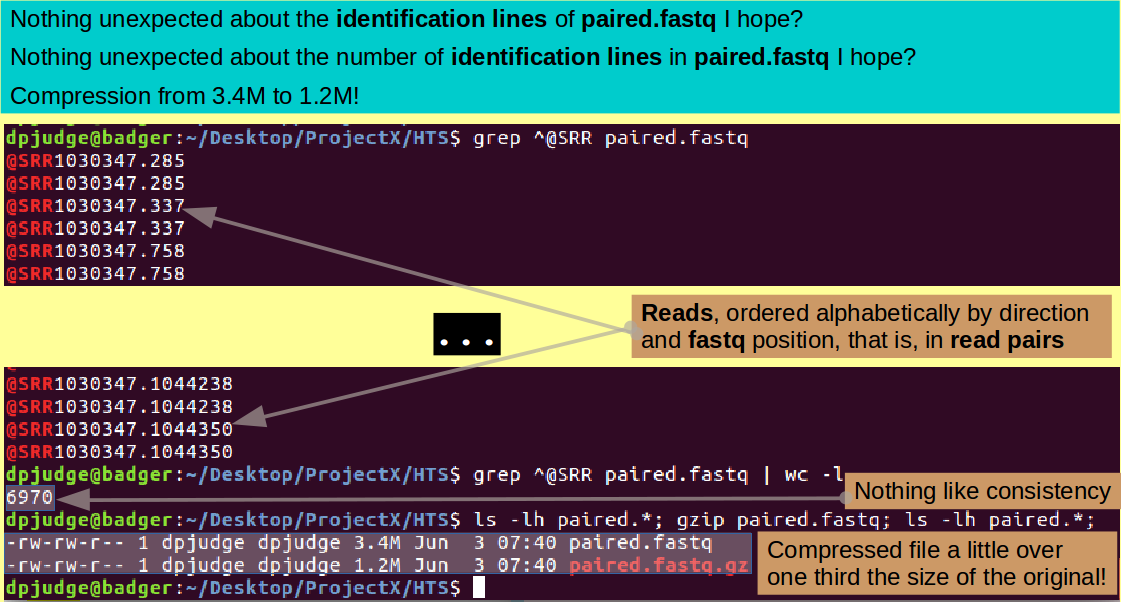 Nothing unexpected about the identification lines of paired.fastq I hope?
Nothing unexpected about the number of identification lines in paired.fastq I hope?
Compression from 3.4M to 1.2M!
dpjudge@badger:~/Desktop/ProjectX/HTS$ grep ^@SRR paired.fastq
@SRR1030347.285
@SRR1030347.285
@SRR1030347.337
@SRR1030347.337
@SRR1030347.758
@SRR1030347.758
Reads, ordered alphabetically by direction
and fastq position, that is, in read pairs
...
@SRR1030347.1044238
@SRR1030347.1044238
@SRR1030347.1044350
@SRR1030347.1044350
dpjudge@badger:~/Desktop/ProjectX/HTS$ grep ^@SRR paired.fastq | wc -l
6970
Nothing like consistency
dpjudge@badger:~/Desktop/ProjectX/HTS$ ls -lh paired.*; gzip paired.fastq; ls -lh paired.*;
-rw-rw-r-- 1 dpjudge dpjudge 3.4M Jun  3 07:40 paired.fastq
-rw-rw-r-- 1 dpjudge dpjudge 1.2M Jun  3 07:40 paired.fastq.gz
Compressed file a little over
one third the size of the original!
dpjudge@badger:~/Desktop/ProjectX/HTS$